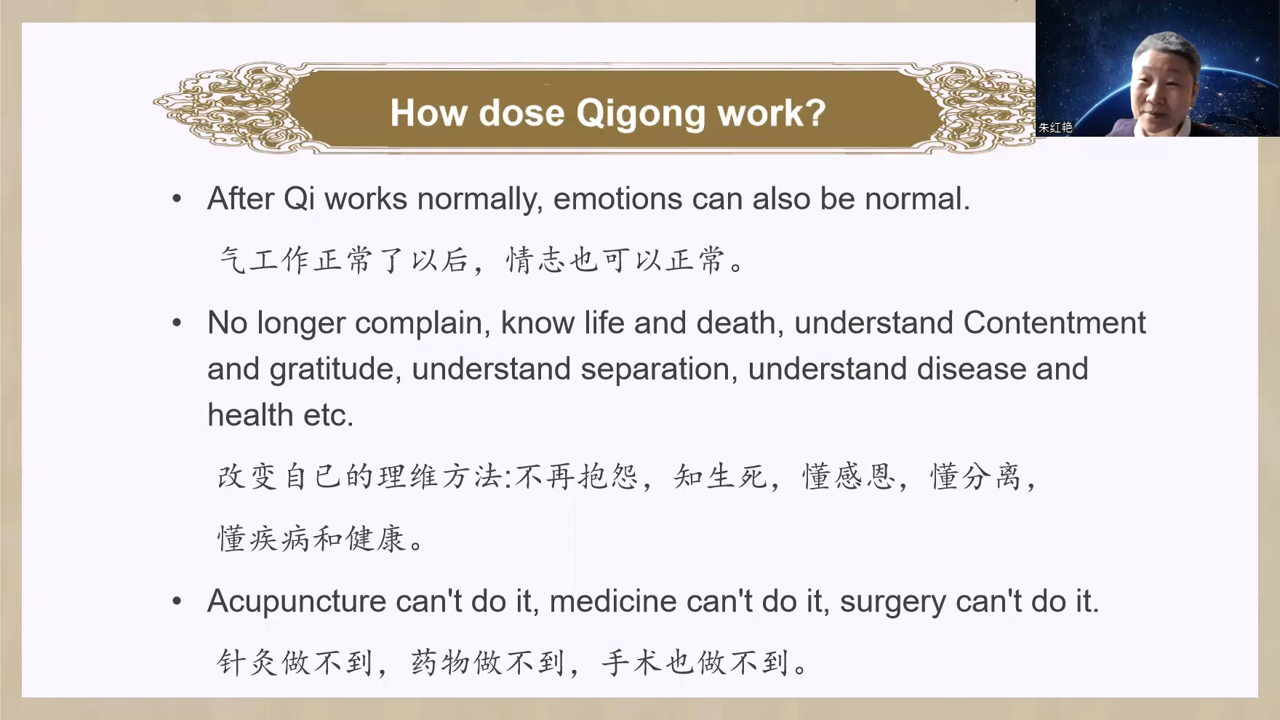 How dose Qigong work?
朱红艳
• After Qi works normally, emotions can also be normal.
气工作正常了以后，情志也可以正常。
• No longer complain, know life and death, understand Contentment
and gratitude, understand separation, understand disease and
health etc.
改变自己的理维方法:不再抱怨，知生死，懂感恩，懂分离，
懂疾病和健康。
• Acupuncture can't do it, medicine can't do it, surgery can't do it.
针灸做不到，药物做不到，手术也做不到。